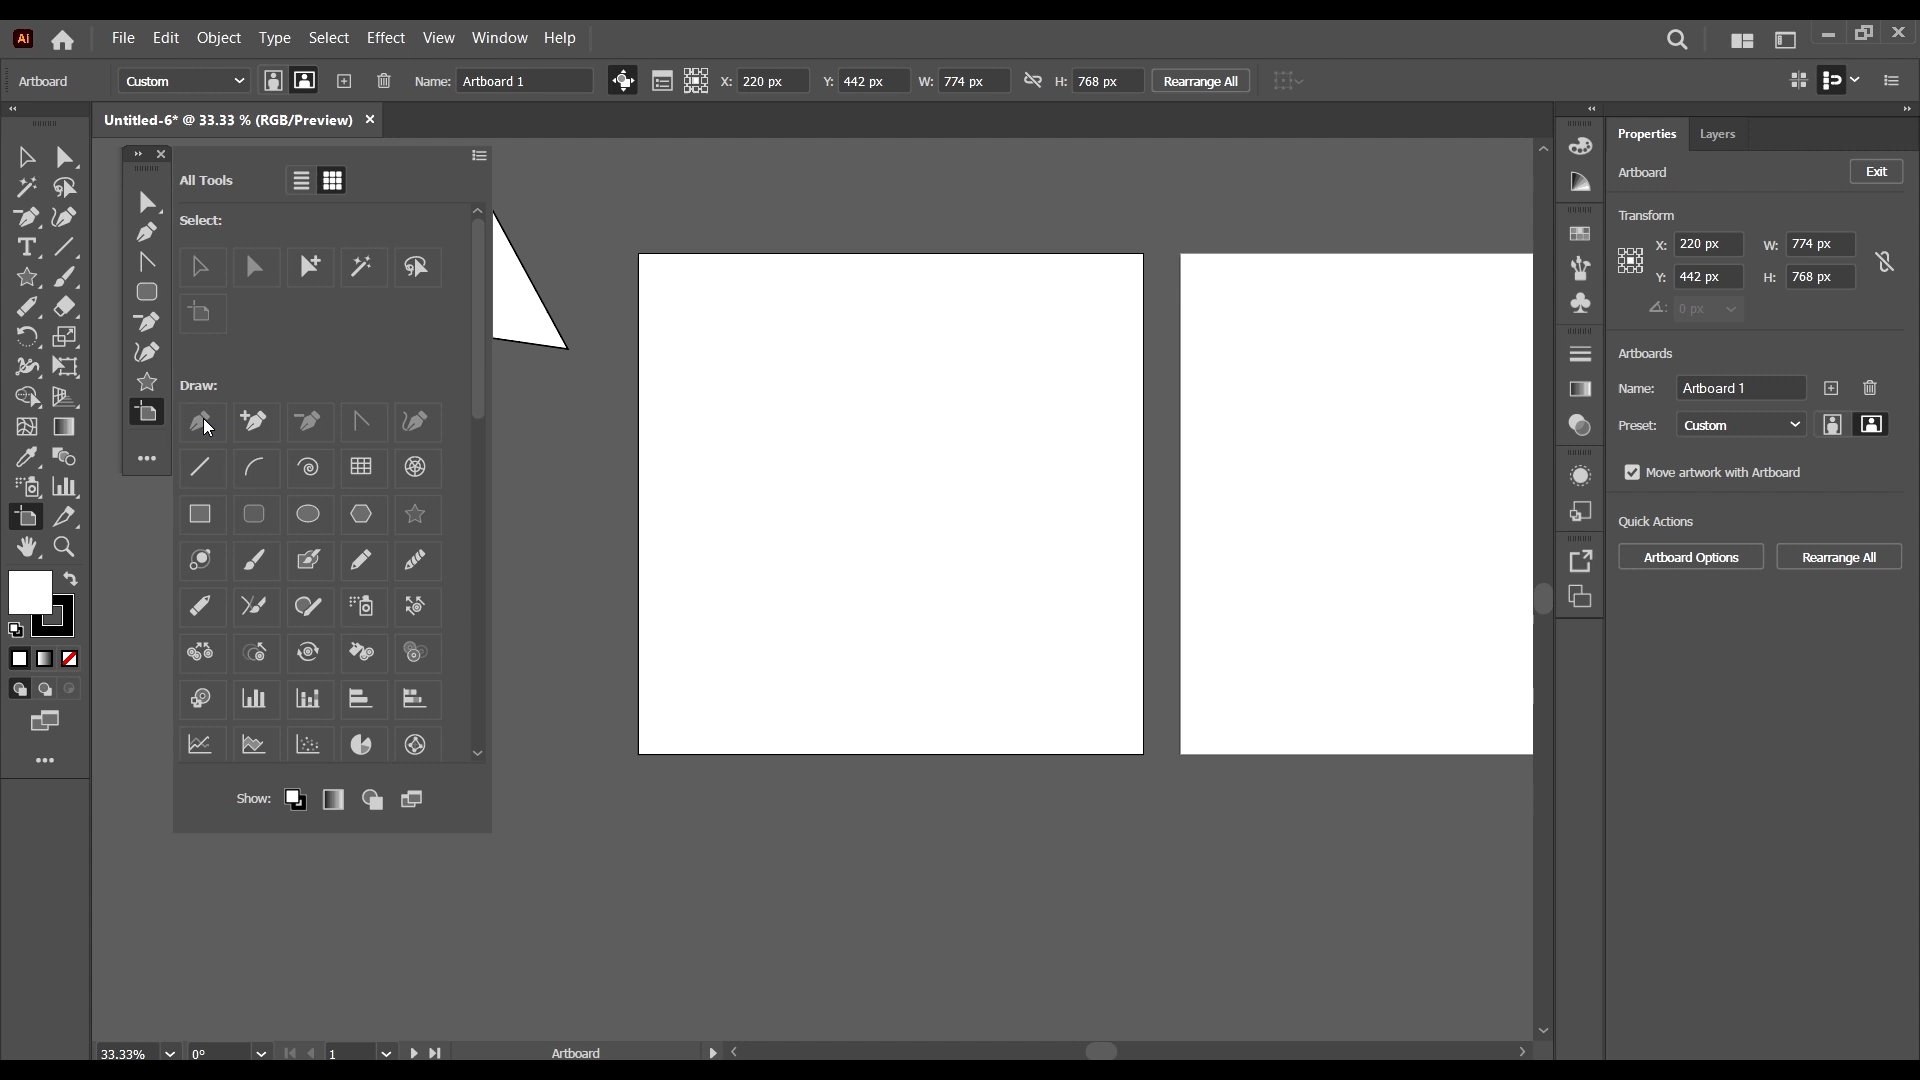 Ai File Edit Object Type Select Effect View Window Help
Artboard Custom Name: Artboard 1 X: 220 px Y: 442 px W: 774 px H: 768 px Rearrange All
Untitled-6* @ 33.33 % (RGB/Preview)
Properties Layers
Artboard Exit
All Tools
Transform
Select:
X: 220 px W: 774 px
Y: 442 px H: 768 px
0 px
Artboards
Draw:
Name: Artboard 1
Preset: Custom
Move artwork with Artboard
Quick Actions
Artboard Options Rearrange All
Show:
33.33% 0° 1 Artboard